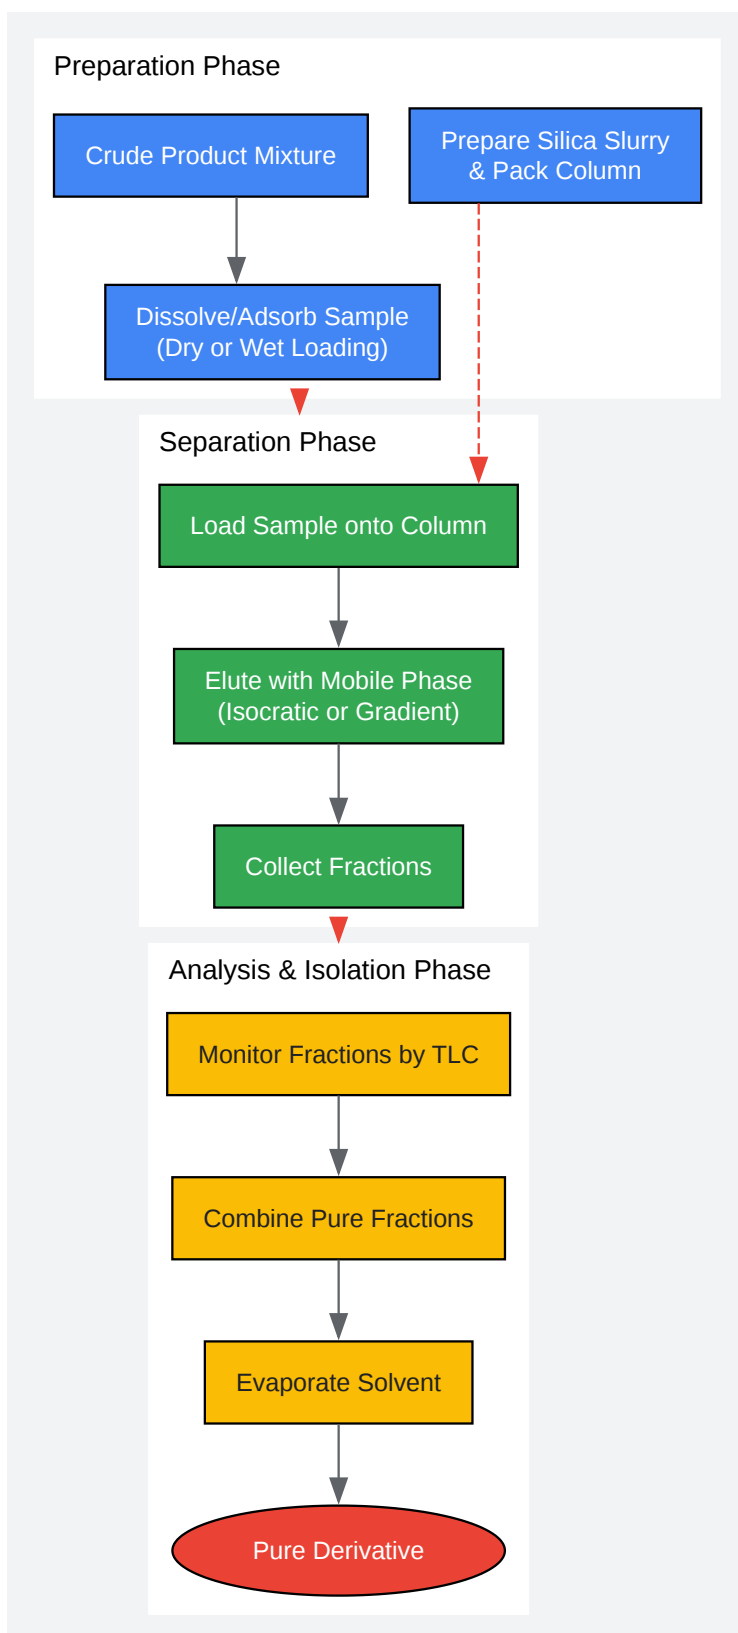 Preparation Phase
Crude Product Mixture
Prepare Silica Slurry
& Pack Column
Dissolve/Adsorb Sample
(Dry or Wet Loading)
Separation Phase
Load Sample onto Column
Elute with Mobile Phase
(Isocratic or Gradient)
Collect Fractions
Analysis & Isolation Phase
Monitor Fractions by TLC
Combine Pure Fractions
Evaporate Solvent
Pure Derivative